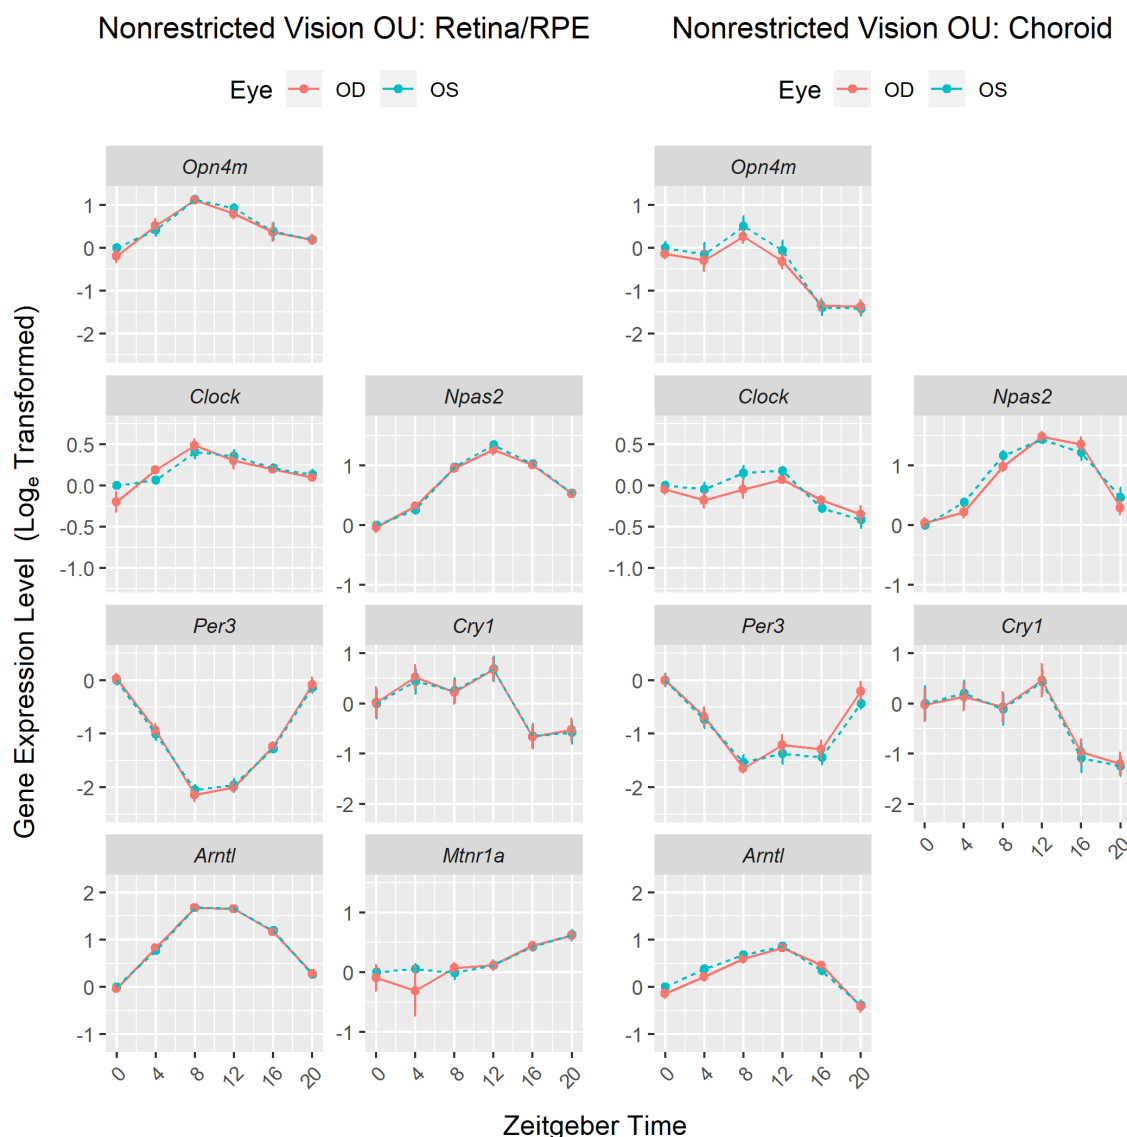 Nonrestricted Vision OU: Retina/RPE
Nonrestricted Vision OU: Choroid
Eye OD OS
Eye OD OS
Gene Expression Level (Loge Transformed)
Opn4m
1
0
-1
-2
Opn4m
1
0
-1
-2
Clock
0.5
0.0
-0.5
-1.0
Npas2
1
0
-1
Clock
0.5
0.0
-0.5
-1.0
Npas2
1
0
-1
Per3
0
-1
-2
Cry1
1
0
-1
-2
Per3
0
-1
-2
Cry1
1
0
-1
-2
0 4 8 12 16 20
Arntl
2
1
0
-1
0 4 8 12 16 20
Mtnr1a
1
0
-1
0 4 8 12 16 20
Arntl
2
1
0
-1
0 4 8 12 16 20
Zeitgeber Time